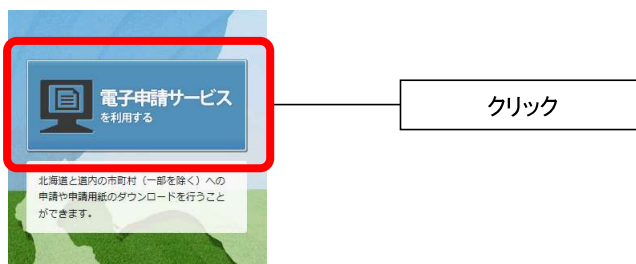 電子申請サービス
を利用する
クリック
北海道と道内の市町村（一部を除く）への
申請や申請用紙のダウンロードを行うこと
ができます。